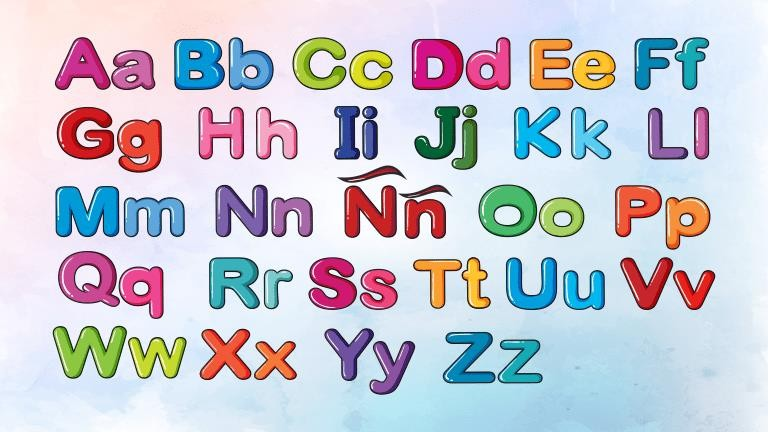 Aa Bb Cc Dd Ee Ff
Gg Hh Ii Jj Kk Ll
Mm Nn Ññ Oo Pp
Qq Rr Ss Tt Uu Vv
Ww Xx Yy Zz